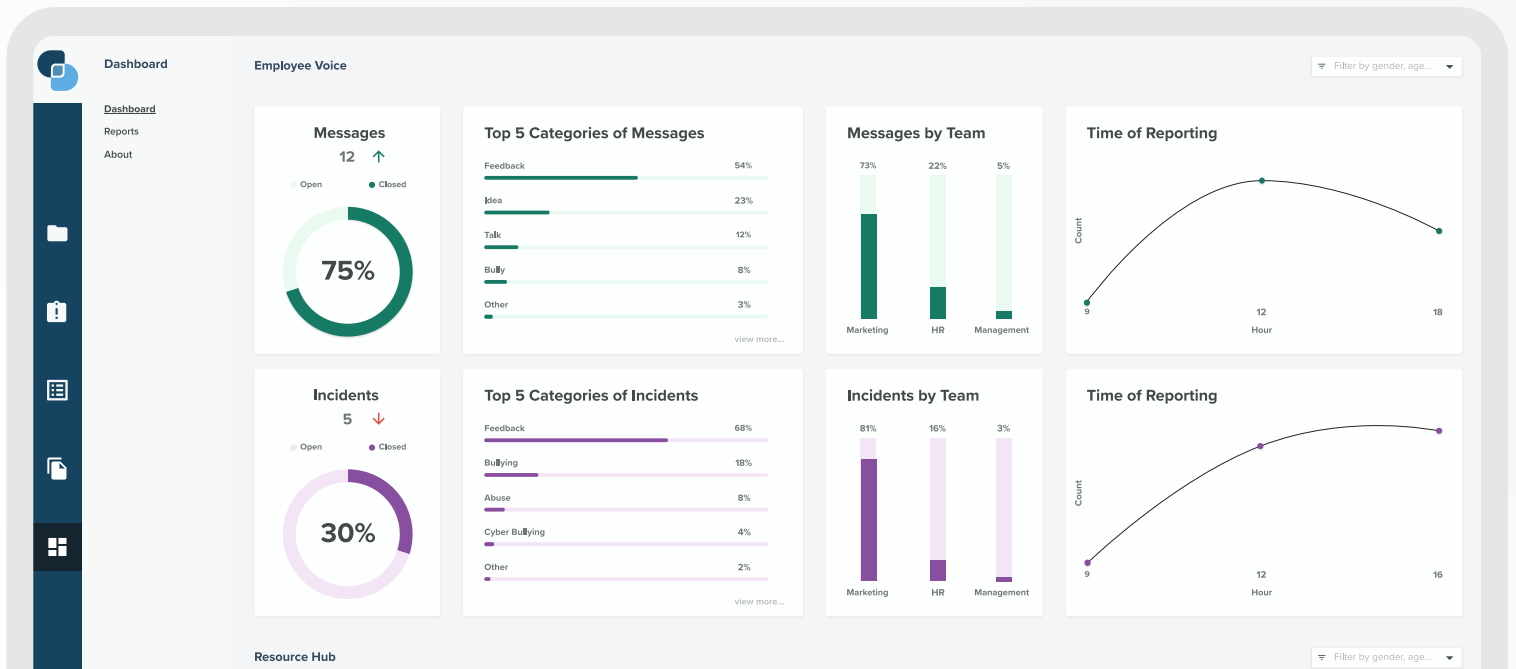 Dashboard
Dashboard
Reports
About
Employee Voice
Filter by gender, age...
Messages
12
Open Closed
75%
Top 5 Categories of Messages
Feedback 54%
Idea 23%
Talk 12%
Bully 8%
Other 3%
view more...
Messages by Team
73% 22% 5%
Marketing HR Management
Time of Reporting
Count
9 12 18
Hour
Incidents
5
Open Closed
30%
Top 5 Categories of Incidents
Feedback 68%
Bullying 18%
Abuse 8%
Cyber Bullying 4%
Other 2%
view more...
Incidents by Team
81% 16% 3%
Marketing HR Management
Time of Reporting
Count
9 12 16
Hour
Resource Hub
Filter by gender, age...